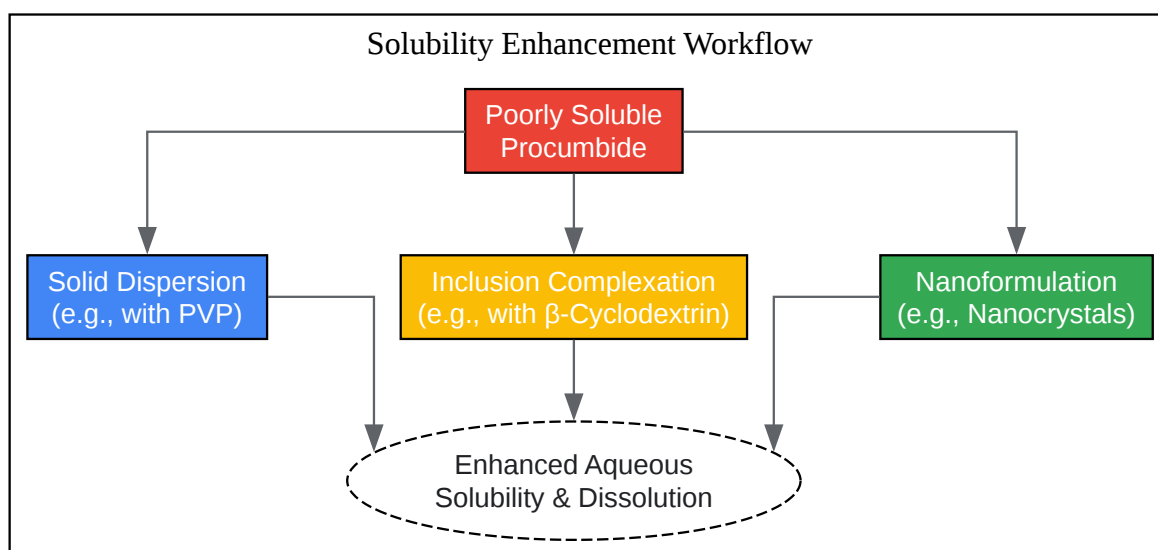 Solubility Enhancement Workflow
Poorly Soluble
Procumbide
Solid Dispersion
(e.g., with PVP)
Inclusion Complexation
(e.g., with β-Cyclodextrin)
Nanoformulation
(e.g., Nanocrystals)
Enhanced Aqueous
Solubility & Dissolution